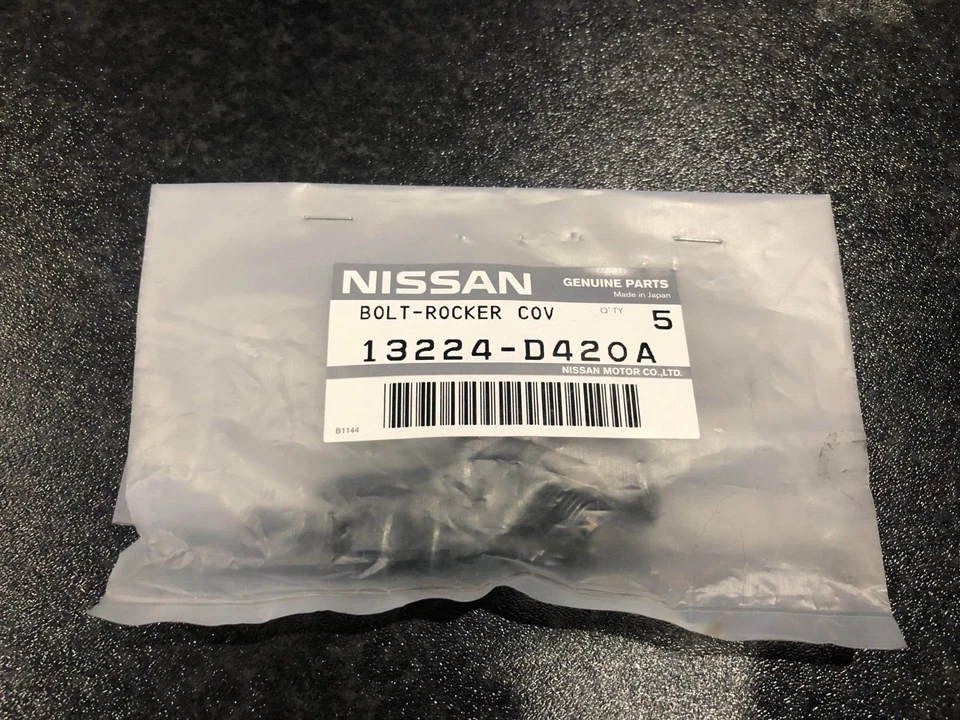 NISSAN GENUINE PARTS
Made in Japan
BOLT-ROCKER COV Q'TY 5
13224-D420A
NISSAN MOTOR CO.,LTD.
B1144